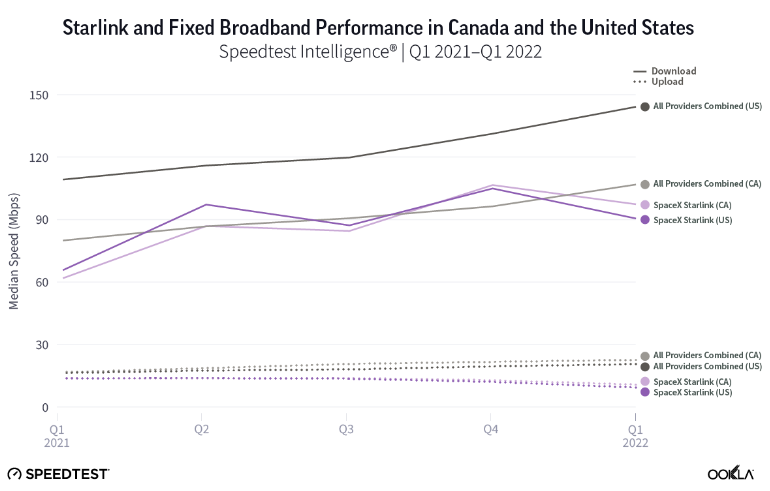 Starlink and Fixed Broadband Performance in Canada and the United States
Speedtest Intelligence® | Q1 2021–Q1 2022
Download
Upload
150
120
90
60
30
0
Median Speed (Mbps)
All Providers Combined (US)
All Providers Combined (CA)
SpaceX Starlink (CA)
SpaceX Starlink (US)
All Providers Combined (CA)
All Providers Combined (US)
SpaceX Starlink (CA)
SpaceX Starlink (US)
Q1 Q2 Q3 Q4 Q1
2021 2022
SPEEDTEST OOKLA